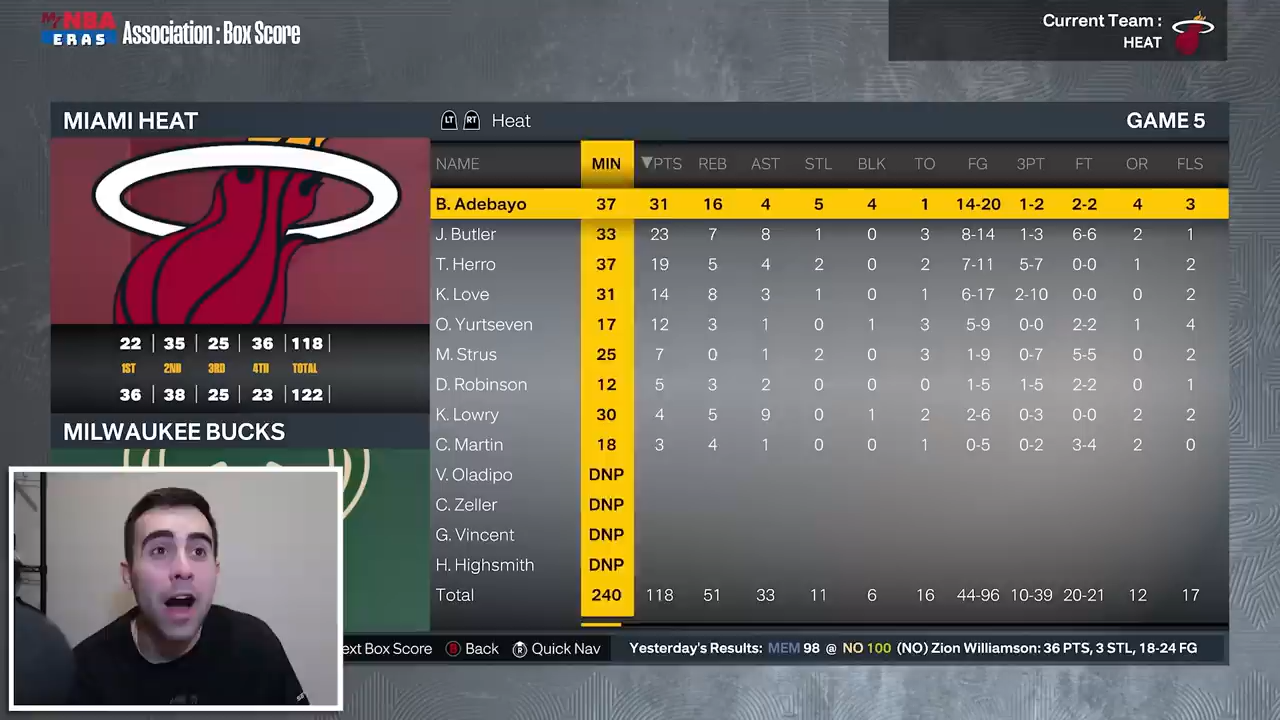 MyNBA
ERAS
Association : Box Score
Current Team :
HEAT
MIAMI HEAT
22 | 35 | 25 | 36 | 118 |
1ST 2ND 3RD 4TH TOTAL
36 | 38 | 25 | 23 | 122 |
MILWAUKEE BUCKS
LT RT Heat GAME 5
NAME MIN PTS REB AST STL BLK TO FG 3PT FT OR FLS
B. Adebayo 37 31 16 4 5 4 1 14-20 1-2 2-2 4 3
J. Butler 33 23 7 8 1 0 3 8-14 1-3 6-6 2 1
T. Herro 37 19 5 4 2 0 2 7-11 5-7 0-0 1 2
K. Love 31 14 8 3 1 0 1 6-17 2-10 0-0 0 2
O. Yurtseven 17 12 3 1 0 1 3 5-9 0-0 2-2 1 4
M. Strus 25 7 0 1 2 0 3 1-9 0-7 5-5 0 2
D. Robinson 12 5 3 2 0 0 0 1-5 1-5 2-2 0 1
K. Lowry 30 4 5 9 0 1 2 2-6 0-3 0-0 2 2
C. Martin 18 3 4 1 0 0 1 0-5 0-2 3-4 2 0
V. Oladipo DNP
C. Zeller DNP
G. Vincent DNP
H. Highsmith DNP
Total 240 118 51 33 11 6 16 44-96 10-39 20-21 12 17
ext Box Score B Back R Quick Nav
Yesterday's Results: MEM 98 @ NO 100 (NO) Zion Williamson: 36 PTS, 3 STL, 18-24 FG